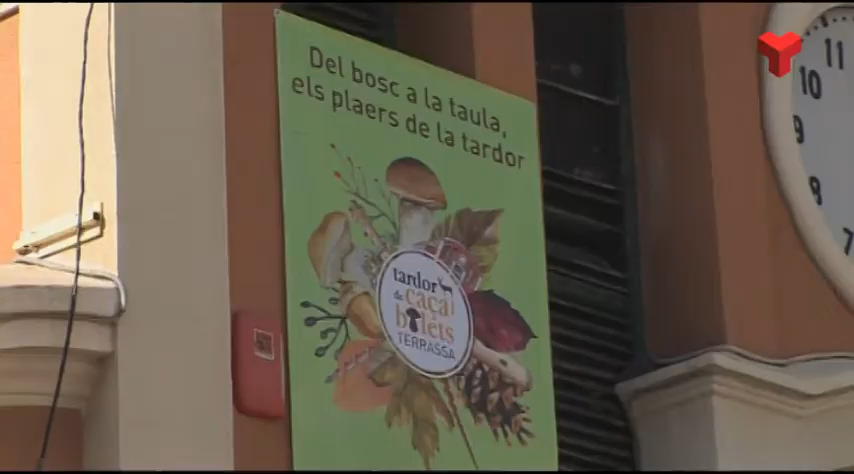 Del bosc a la taula,
els plaers de la tardor
tardor
de caça i
bolets
TERRASSA
11
10
9
8
7